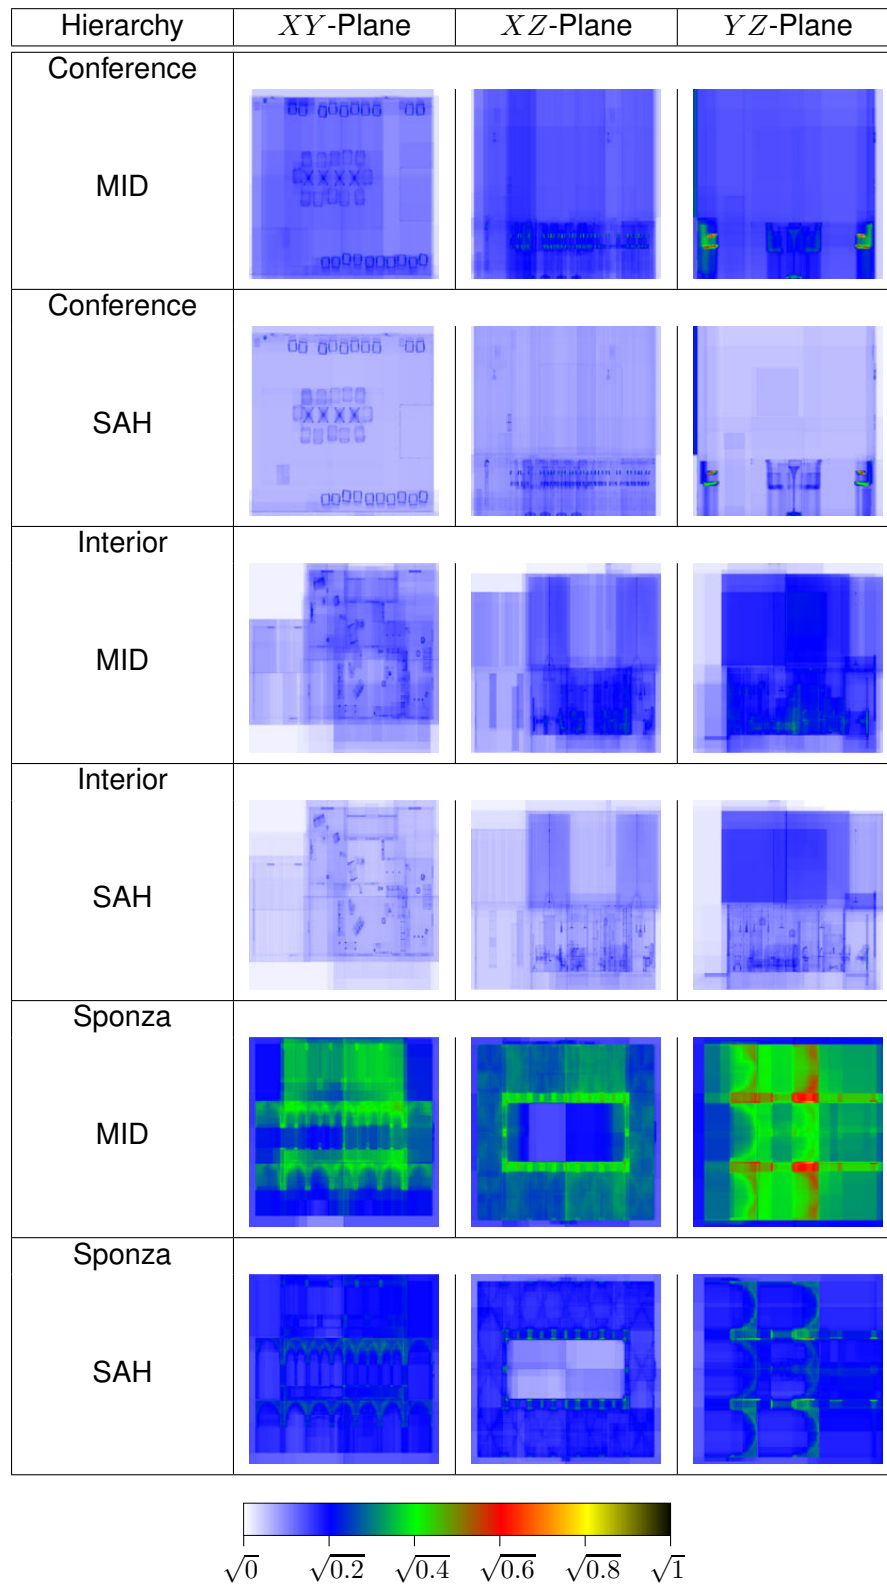 Hierarchy XY-Plane XZ-Plane YZ-Plane
Conference
MID
Conference
SAH
Interior
MID
Interior
SAH
Sponza
MID
Sponza
SAH
√0 √0.2 √0.4 √0.6 √0.8 √1